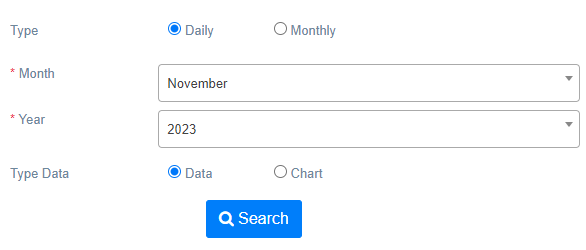 Type Daily Monthly
* Month November
* Year 2023
Type Data Data Chart
Search